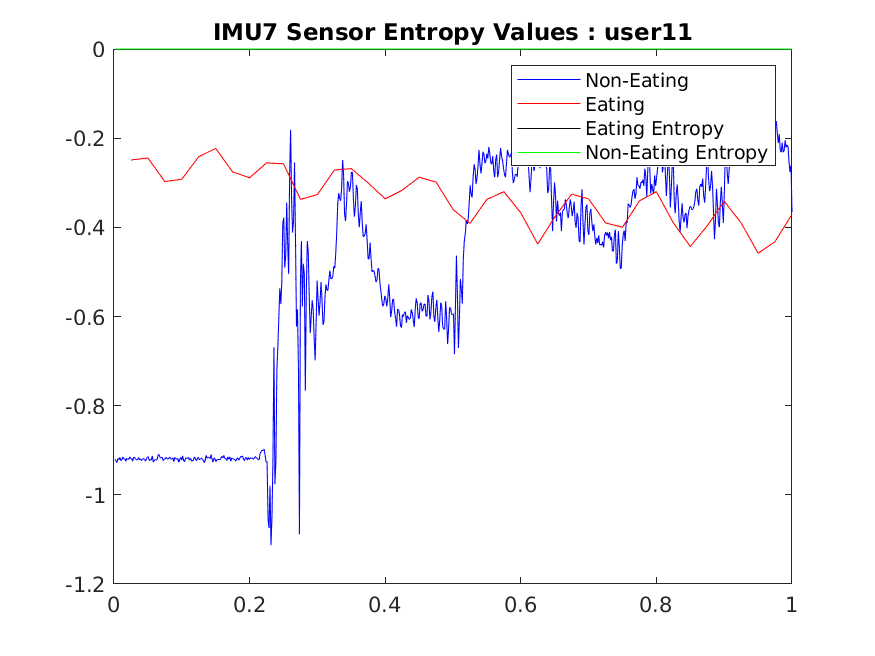 IMU7 Sensor Entropy Values : user11
0
Non-Eating
Eating
Eating Entropy
Non-Eating Entropy
-0.2
-0.4
-0.6
-0.8
-1
-1.2
0 0.2 0.4 0.6 0.8 1